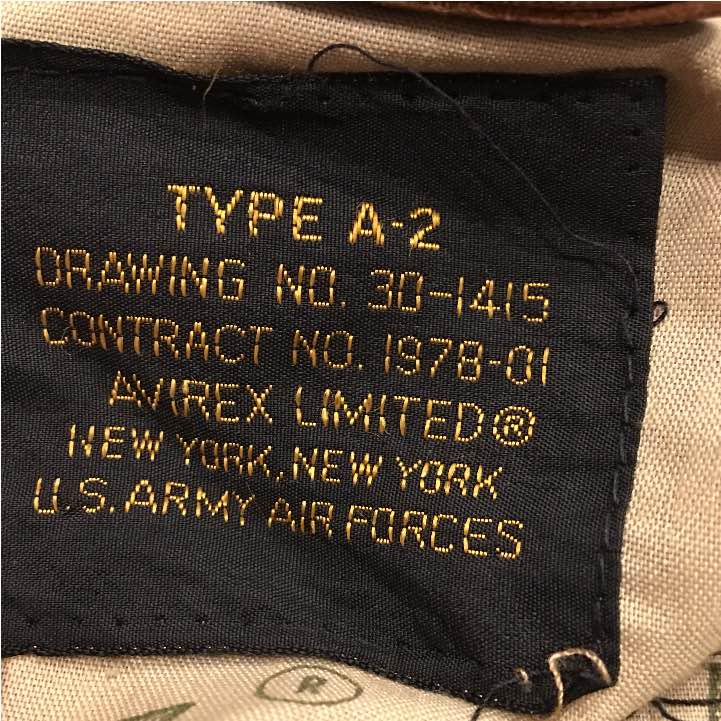 TYPE A-2
DRAWING NO. 30-1415
CONTRACT NO. 1978-01
AVIREX LIMITED®
NEW YORK, NEW YORK
U.S. ARMY AIR FORCES
®